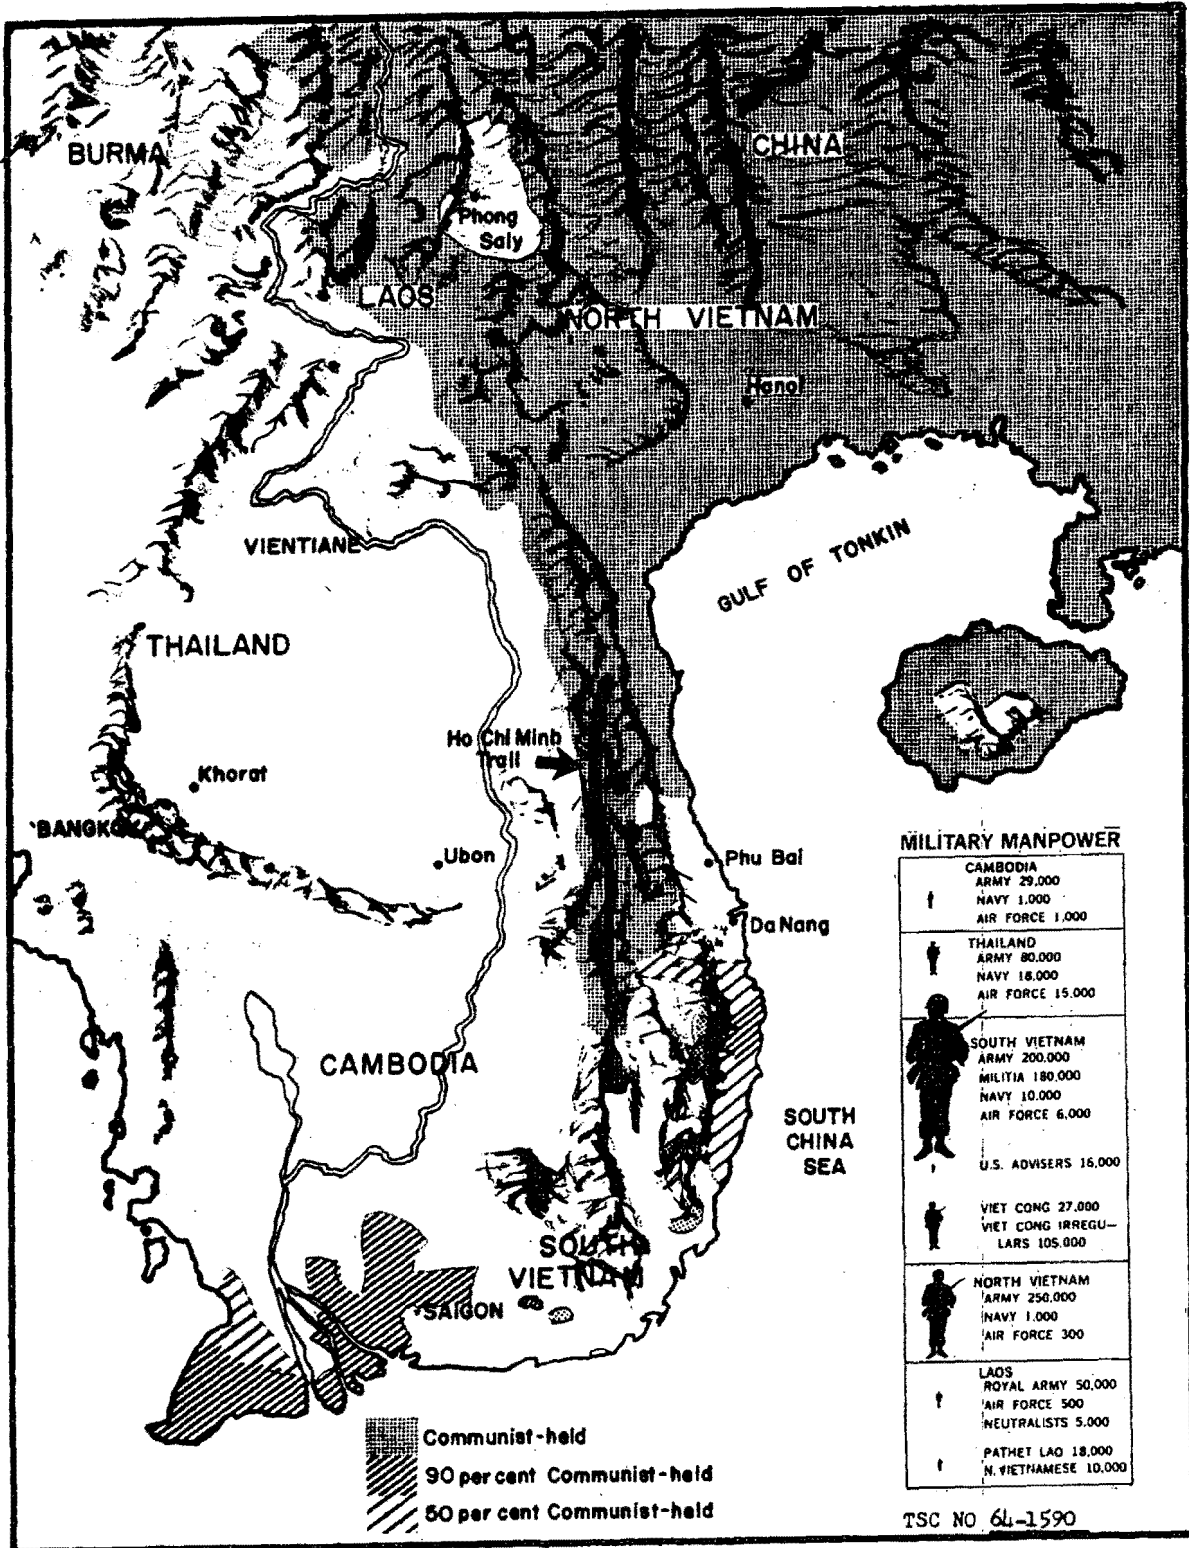 BURMA
CHINA
Phong
Saly
LAOS
NORTH VIETNAM
Hanoi
VIENTIANE
GULF OF TONKIN
THAILAND
Ho Chi Minh
Trail
Khorat
BANGKOK
Ubon
Phu Bai
Da Nang
CAMBODIA
SOUTH
CHINA
SEA
SOUTH
VIETNAM
SAIGON
MILITARY MANPOWER
CAMBODIA
ARMY 29,000
NAVY 1,000
AIR FORCE 1,000
THAILAND
ARMY 80,000
NAVY 18,000
AIR FORCE 15,000
SOUTH VIETNAM
ARMY 200,000
MILITIA 180,000
NAVY 10,000
AIR FORCE 6,000
U.S. ADVISERS 16,000
VIET CONG 27,000
VIET CONG IRREGU-
LARS 105,000
NORTH VIETNAM
ARMY 250,000
NAVY 1,000
AIR FORCE 300
LAOS
ROYAL ARMY 50,000
AIR FORCE 500
NEUTRALISTS 5,000
PATHET LAO 18,000
N. VIETNAMESE 10,000
Communist-held
90 per cent Communist-held
50 per cent Communist-held
TSC NO 64-1590